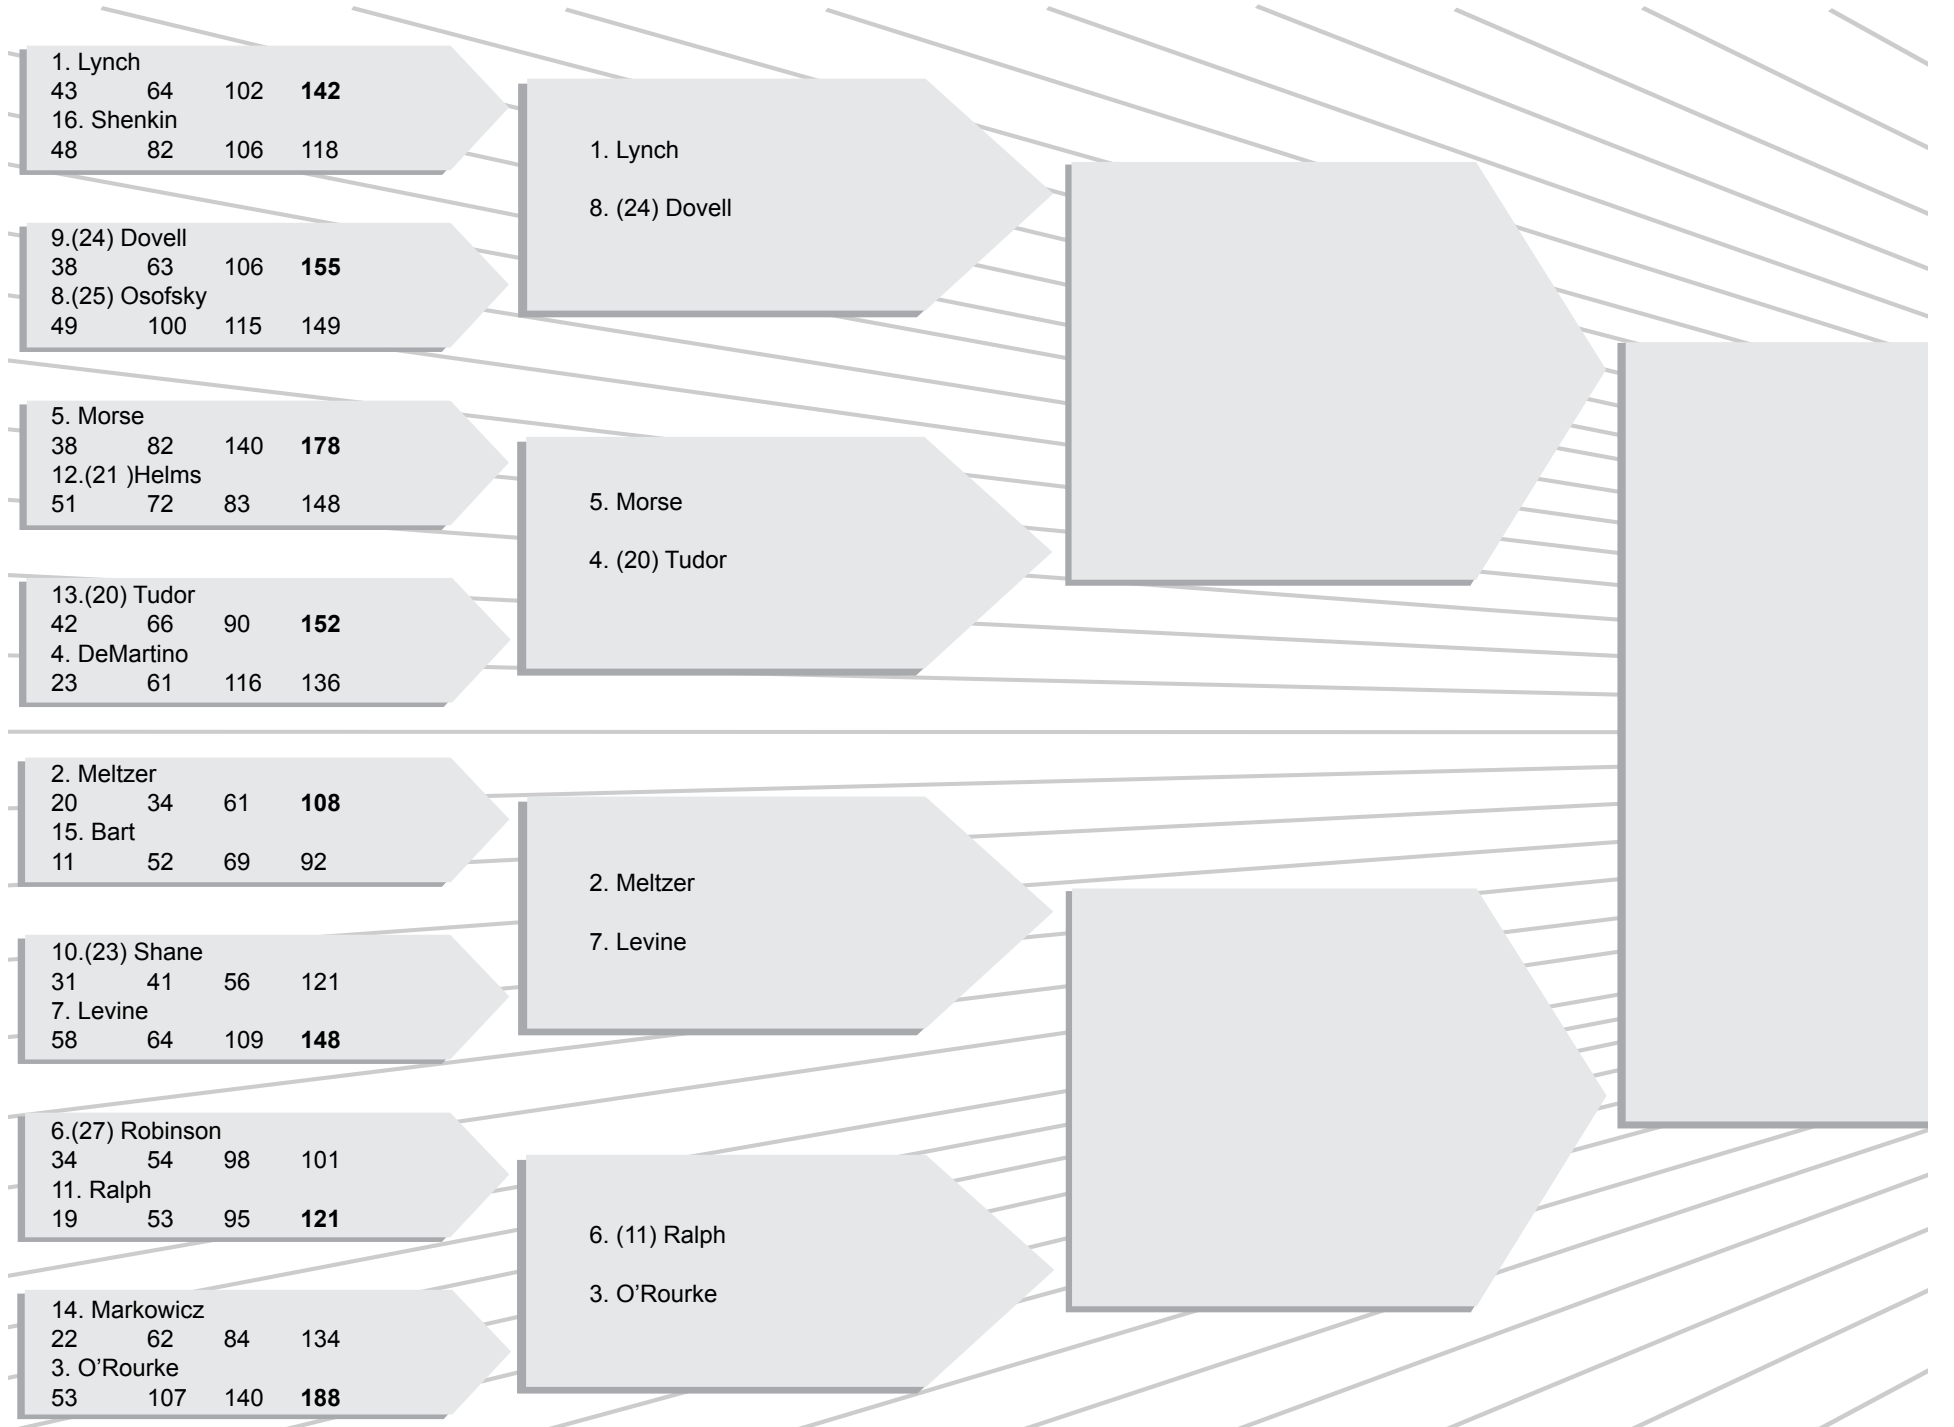 1. Lynch
43 64 102 142
16. Shenkin
48 82 106 118
9.(24) Dovell
38 63 106 155
8.(25) Osofsky
49 100 115 149
5. Morse
38 82 140 178
12.(21 )Helms
51 72 83 148
13.(20) Tudor
42 66 90 152
4. DeMartino
23 61 116 136
2. Meltzer
20 34 61 108
15. Bart
11 52 69 92
10.(23) Shane
31 41 56 121
7. Levine
58 64 109 148
6.(27) Robinson
34 54 98 101
11. Ralph
19 53 95 121
14. Markowicz
22 62 84 134
3. O’Rourke
53 107 140 188
1. Lynch
8. (24) Dovell
5. Morse
4. (20) Tudor
2. Meltzer
7. Levine
6. (11) Ralph
3. O’Rourke